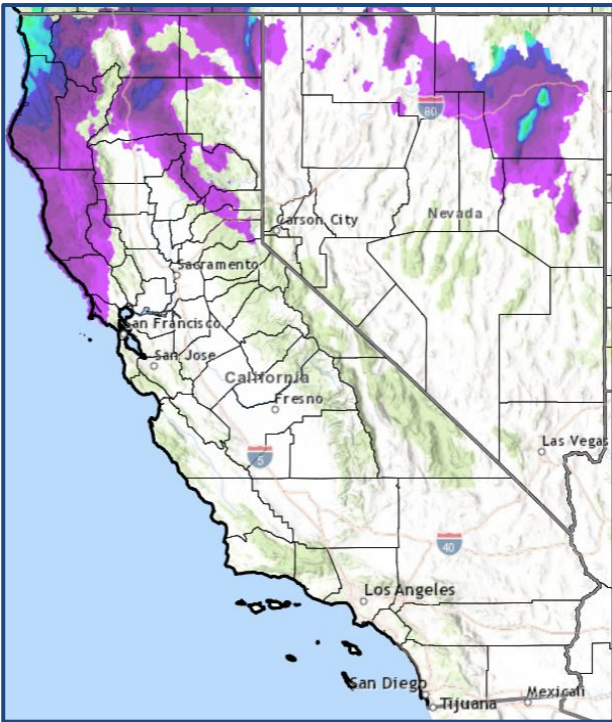 80
Carson City
Nevada
Sacramento
San Francisco
San Jose
California
Fresno
Las Vegas
5
40
Los Angeles
San Diego
Tijuana
Mexicali